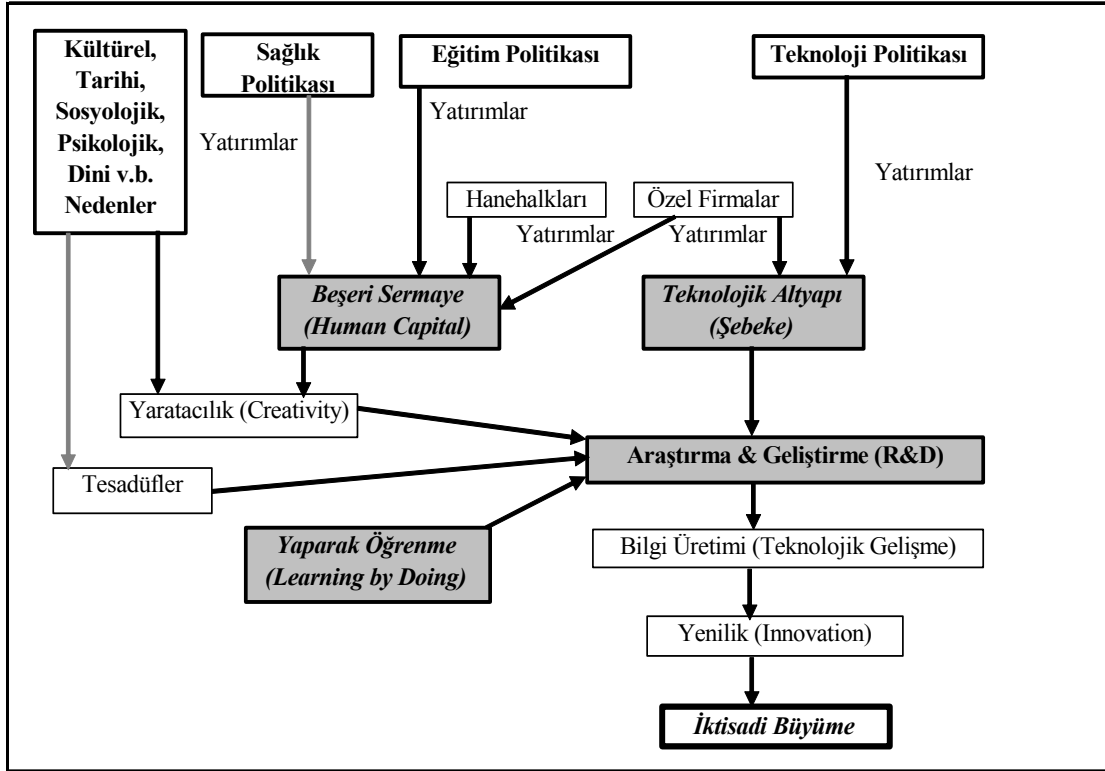 Kültürel,
Tarihi,
Sosyolojik,
Psikolojik,
Dini v.b.
Nedenler
Sağlık
Politikası
Eğitim Politikası
Teknoloji Politikası
Yatırımlar
Yatırımlar
Yatırımlar
Hanehalkları
Özel Firmalar
Yatırımlar
Yatırımlar
Beşeri Sermaye
(Human Capital)
Teknolojik Altyapı
(Şebeke)
Yaratacılık (Creativity)
Araştırma & Geliştirme (R&D)
Tesadüfler
Yaparak Öğrenme
(Learning by Doing)
Bilgi Üretimi (Teknolojik Gelişme)
Yenilik (Innovation)
İktisadi Büyüme